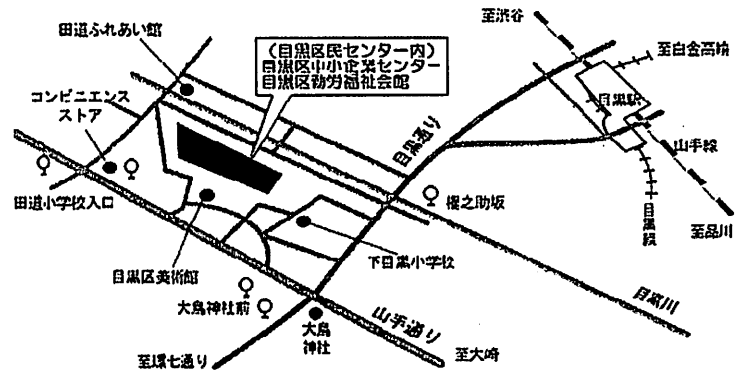 田道ふれあい館
(目黒区民センター内)
目黒区中小企業センター
目黒区勤労福祉会館
至渋谷
至白金高輪
目黒駅
コンビニエンス
ストア
目黒通り
山手線
田道小学校入口
権之助坂
目黒線
至品川
目黒区美術館
下目黒小学校
大鳥神社前
目黒川
山手通り
大鳥
神社
至環七通り
至大崎